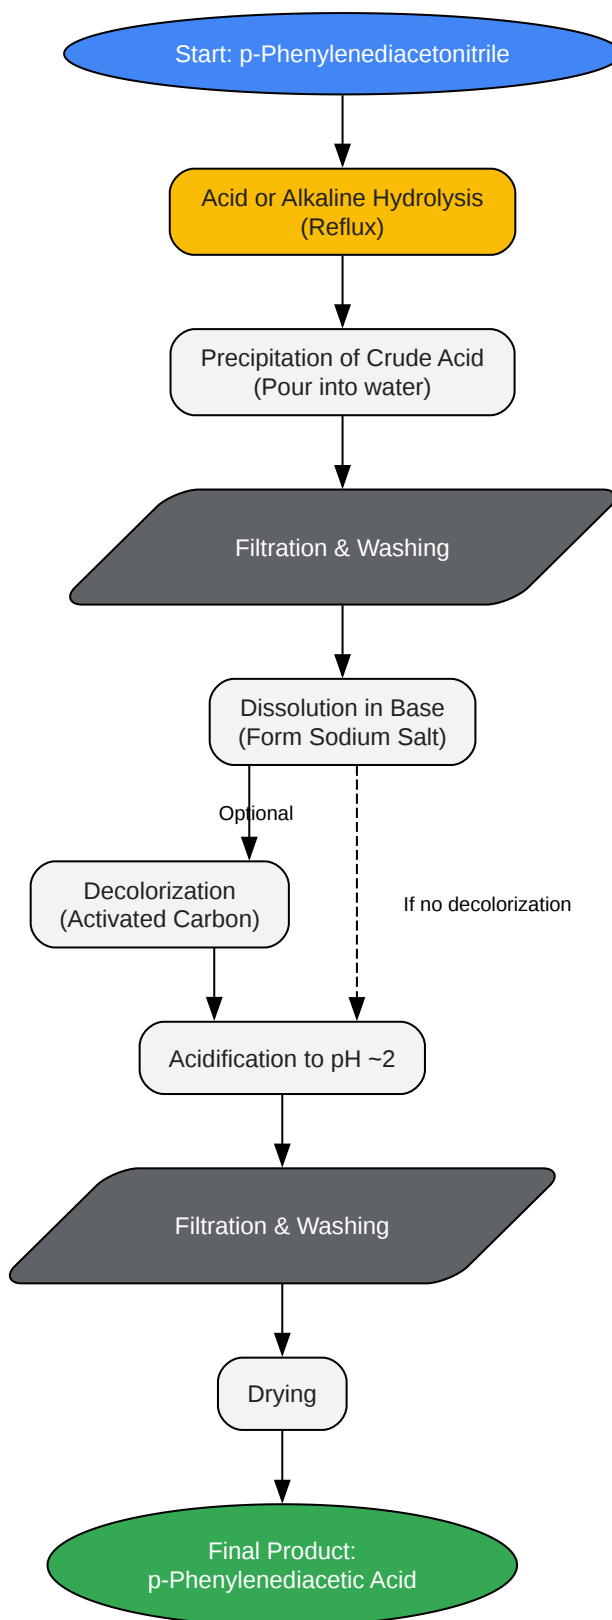 Start: p-Phenylenediacetonitrile
Acid or Alkaline Hydrolysis
(Reflux)
Precipitation of Crude Acid
(Pour into water)
Filtration & Washing
Dissolution in Base
(Form Sodium Salt)
Optional
Decolorization
(Activated Carbon)
If no decolorization
Acidification to pH ~2
Filtration & Washing
Drying
Final Product:
p-Phenylenediacetic Acid